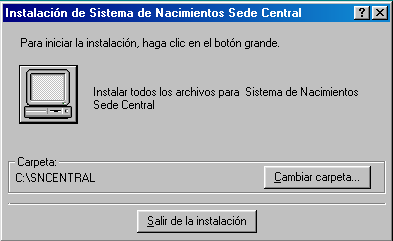 Instalación de Sistema de Nacimientos Sede Central
Para iniciar la instalación, haga clic en el botón grande.
Instalar todos los archivos para  Sistema de Nacimientos
Sede Central
Carpeta:
C:\SNCENTRAL
Cambiar carpeta...
Salir de la instalación